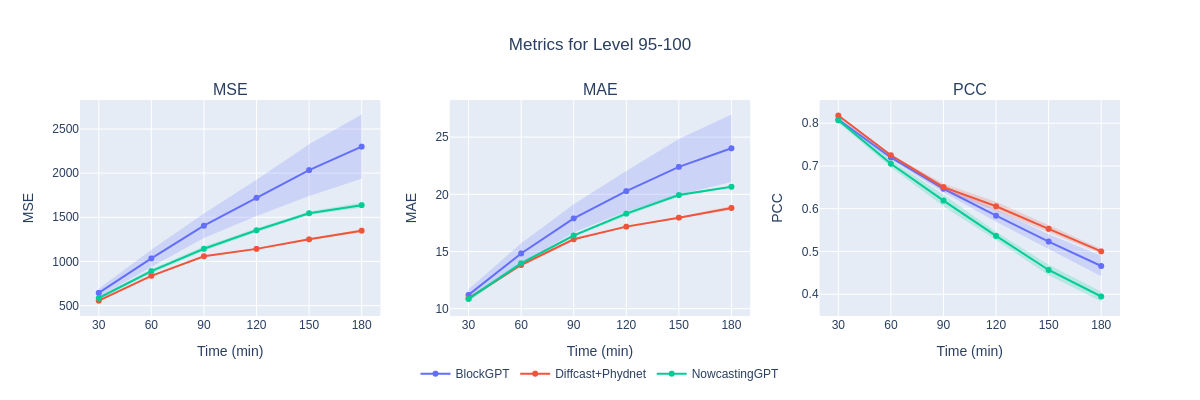 Metrics for Level 95-100
MSE
MAE
PCC
MSE
2500
2000
1500
1000
500
30 60 90 120 150 180
Time (min)
MAE
25
20
15
10
30 60 90 120 150 180
Time (min)
PCC
0.8
0.7
0.6
0.5
0.4
30 60 90 120 150 180
Time (min)
BlockGPT Diffcast+Phydnet NowcastingGPT